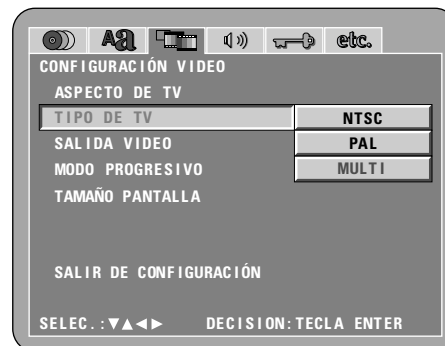 Aa etc.
CONFIGURACIÓN VIDEO
ASPECTO DE TV
TIPO DE TV NTSC
SALIDA VIDEO PAL
MODO PROGRESIVO MULTI
TAMAÑO PANTALLA
SALIR DE CONFIGURACIÓN
SELEC.:▼▲◀▶ DECISION:TECLA ENTER